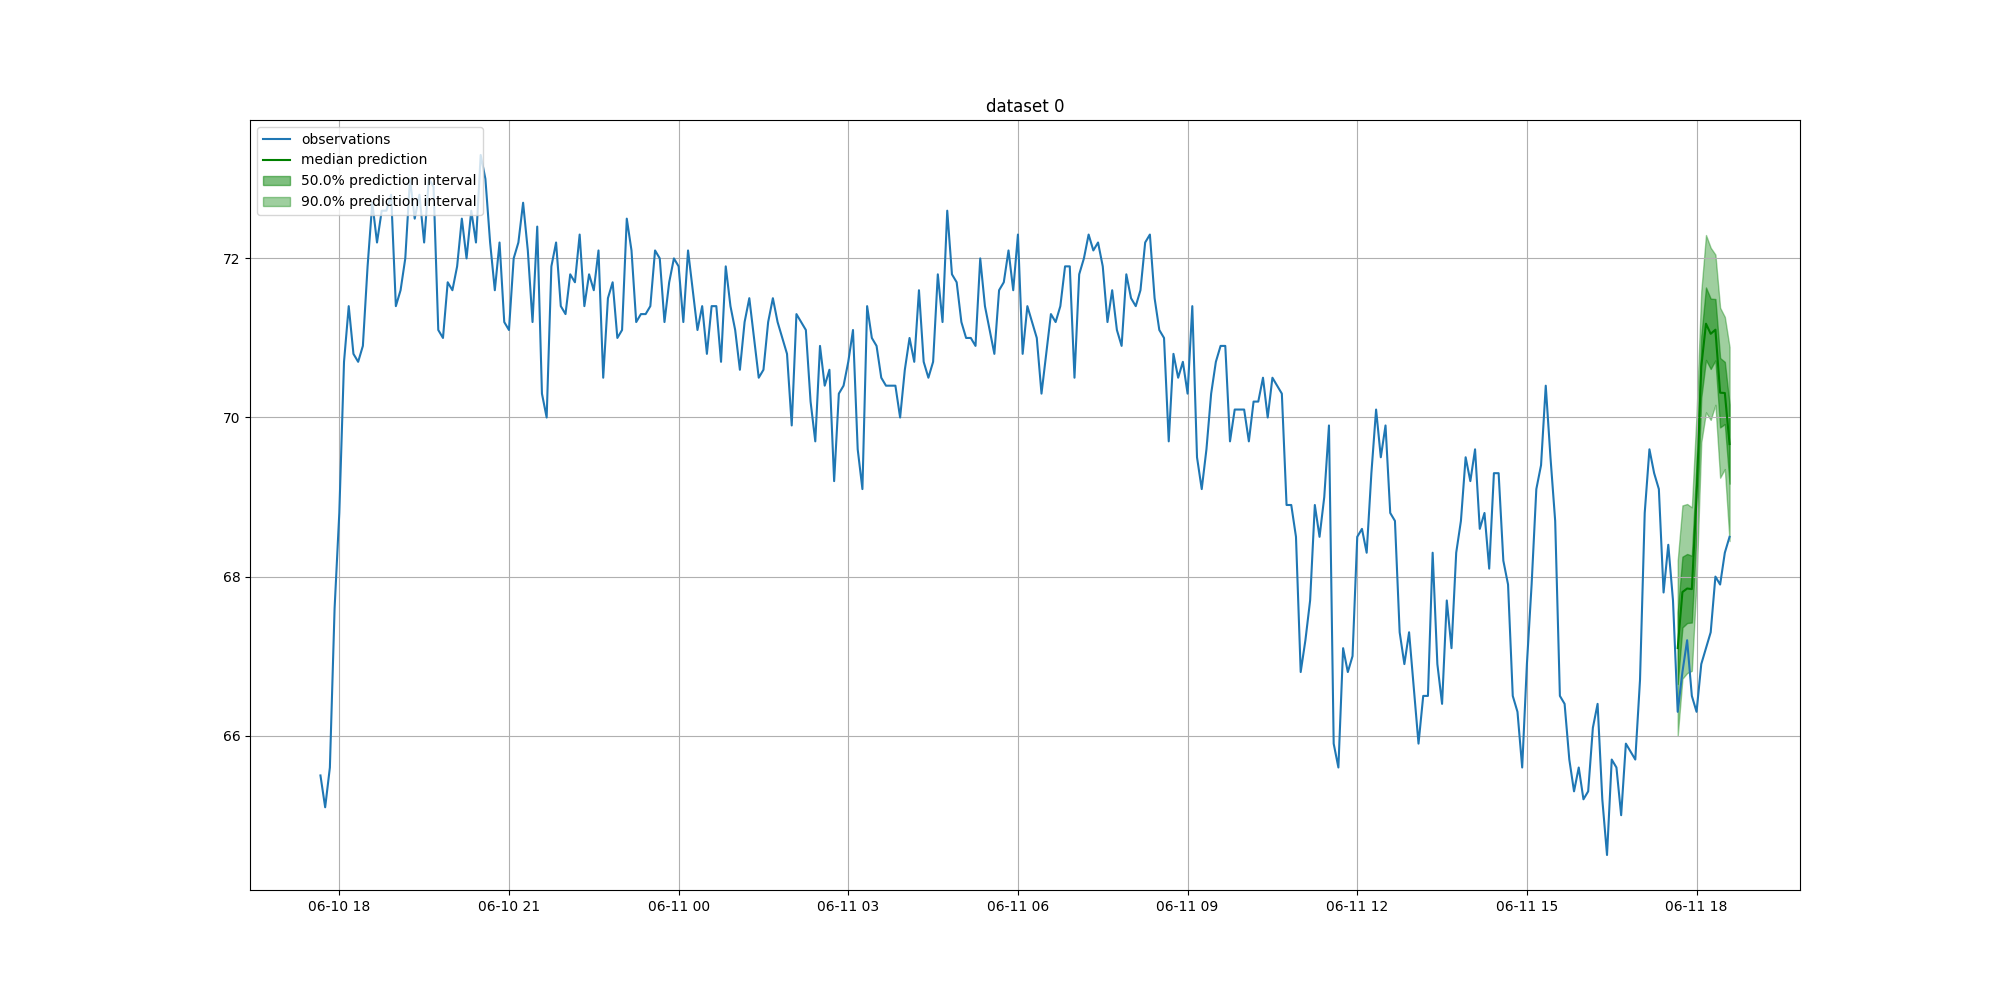 dataset 0
observations
median prediction
50.0% prediction interval
90.0% prediction interval
72
70
68
66
06-10 18
06-10 21
06-11 00
06-11 03
06-11 06
06-11 09
06-11 12
06-11 15
06-11 18